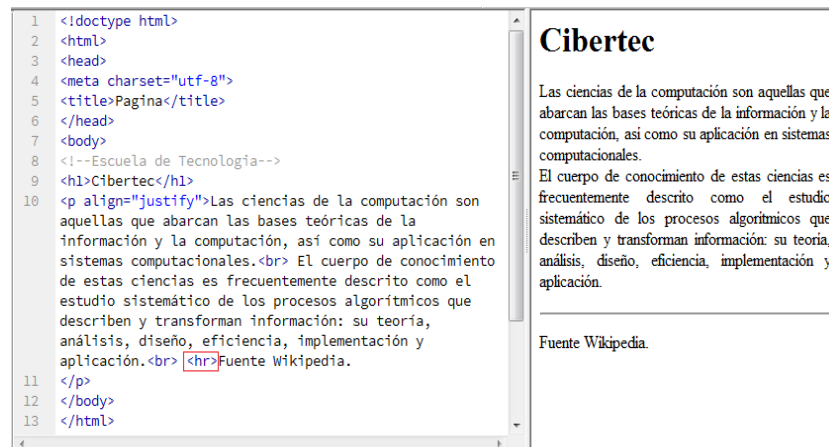 1 <!doctype html>
2 <html>
3 <head>
4 <meta charset="utf-8">
5 <title>Pagina</title>
6 </head>
7 <body>
8 <!--Escuela de Tecnologia-->
9 <h1>Cibertec</h1>
10 <p align="justify">Las ciencias de la computación son
aquellas que abarcan las bases teóricas de la
información y la computación, así como su aplicación en
sistemas computacionales.<br> El cuerpo de conocimiento
de estas ciencias es frecuentemente descrito como el
estudio sistemático de los procesos algorítmicos que
describen y transforman información: su teoría,
análisis, diseño, eficiencia, implementación y
aplicación.<br> <hr>Fuente Wikipedia.
11 </p>
12 </body>
13 </html>
Cibertec
Las ciencias de la computación son aquellas que
abarcan las bases teóricas de la información y la
computación, así como su aplicación en sistemas
computacionales.
El cuerpo de conocimiento de estas ciencias es
frecuentemente descrito como el estudio
sistemático de los procesos algorítmicos que
describen y transforman información: su teoría,
análisis, diseño, eficiencia, implementación y
aplicación.
Fuente Wikipedia.